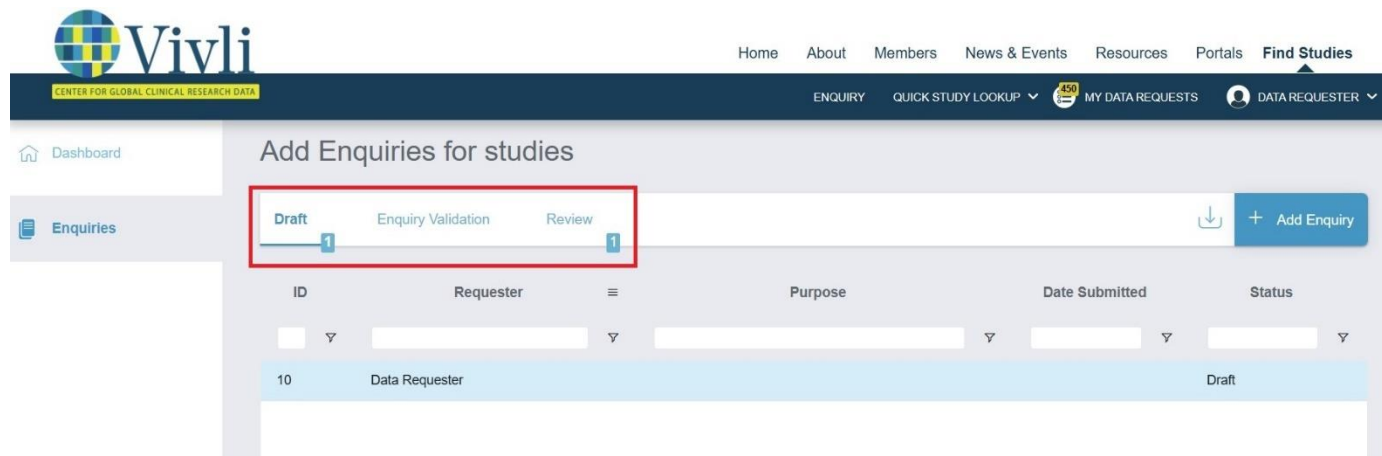 Vivli
CENTER FOR GLOBAL CLINICAL RESEARCH DATA
Home About Members News & Events Resources Portals Find Studies
ENQUIRY QUICK STUDY LOOKUP 450 MY DATA REQUESTS DATA REQUESTER
Dashboard
Enquiries
Add Enquiries for studies
Draft 1 Enquiry Validation Review 1
+ Add Enquiry
ID Requester Purpose Date Submitted Status
10 Data Requester Draft